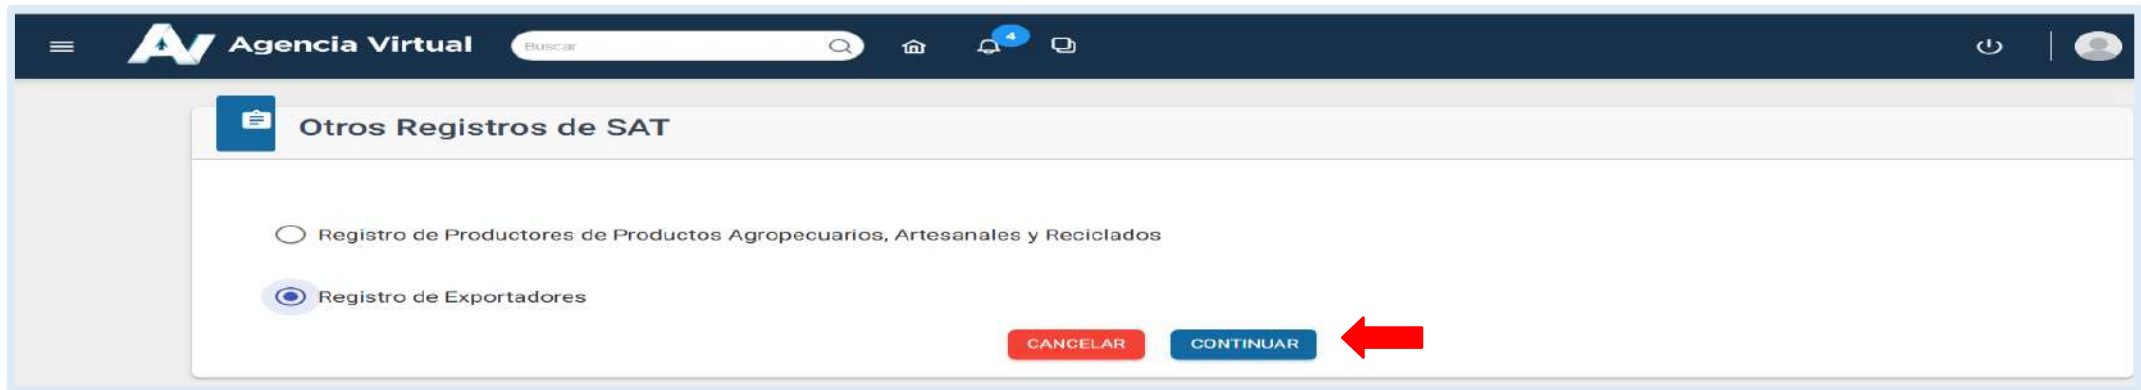 Agencia Virtual Buscar 4
Otros Registros de SAT
Registro de Productores de Productos Agropecuarios, Artesanales y Reciclados
Registro de Exportadores
CANCELAR CONTINUAR